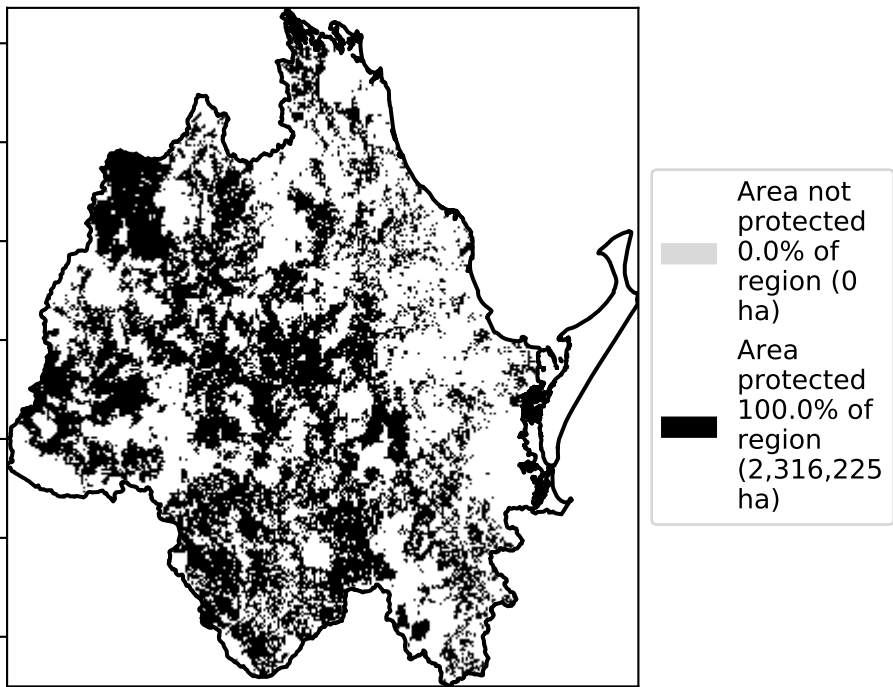 Area not
protected
0.0% of
region (0
ha)
Area
protected
100.0% of
region
(2,316,225
ha)